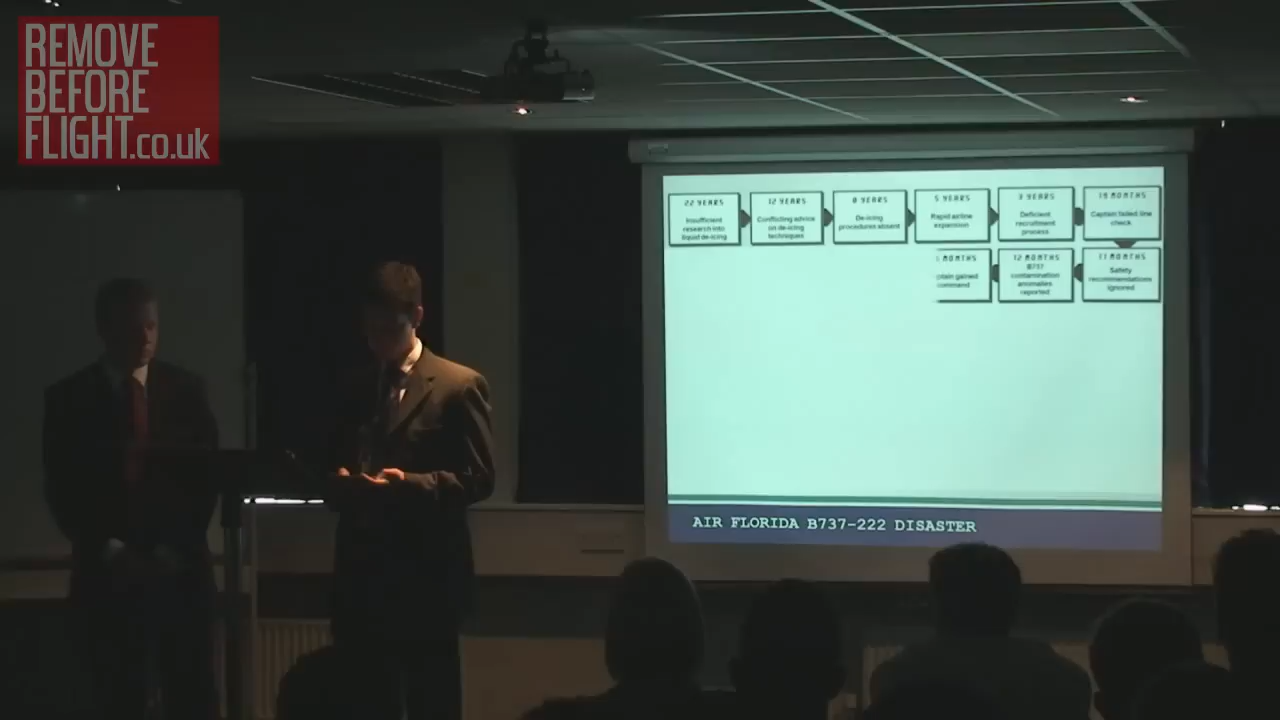 REMOVE
BEFORE
FLIGHT.co.uk
22 YEARS
Insufficient
research into
liquid de-icing
12 YEARS
Conflicting advice
on de-icing
techniques
8 YEARS
De-icing
procedures absent
5 YEARS
Rapid airline
expansion
3 YEARS
Deficient
recruitment
process
19 MONTHS
Captain failed line
check
MONTHS
ptain gained
command
12 MONTHS
B737
contamination
anomalies
reported
11 MONTHS
Safety
recommendations
ignored
AIR FLORIDA B737-222 DISASTER